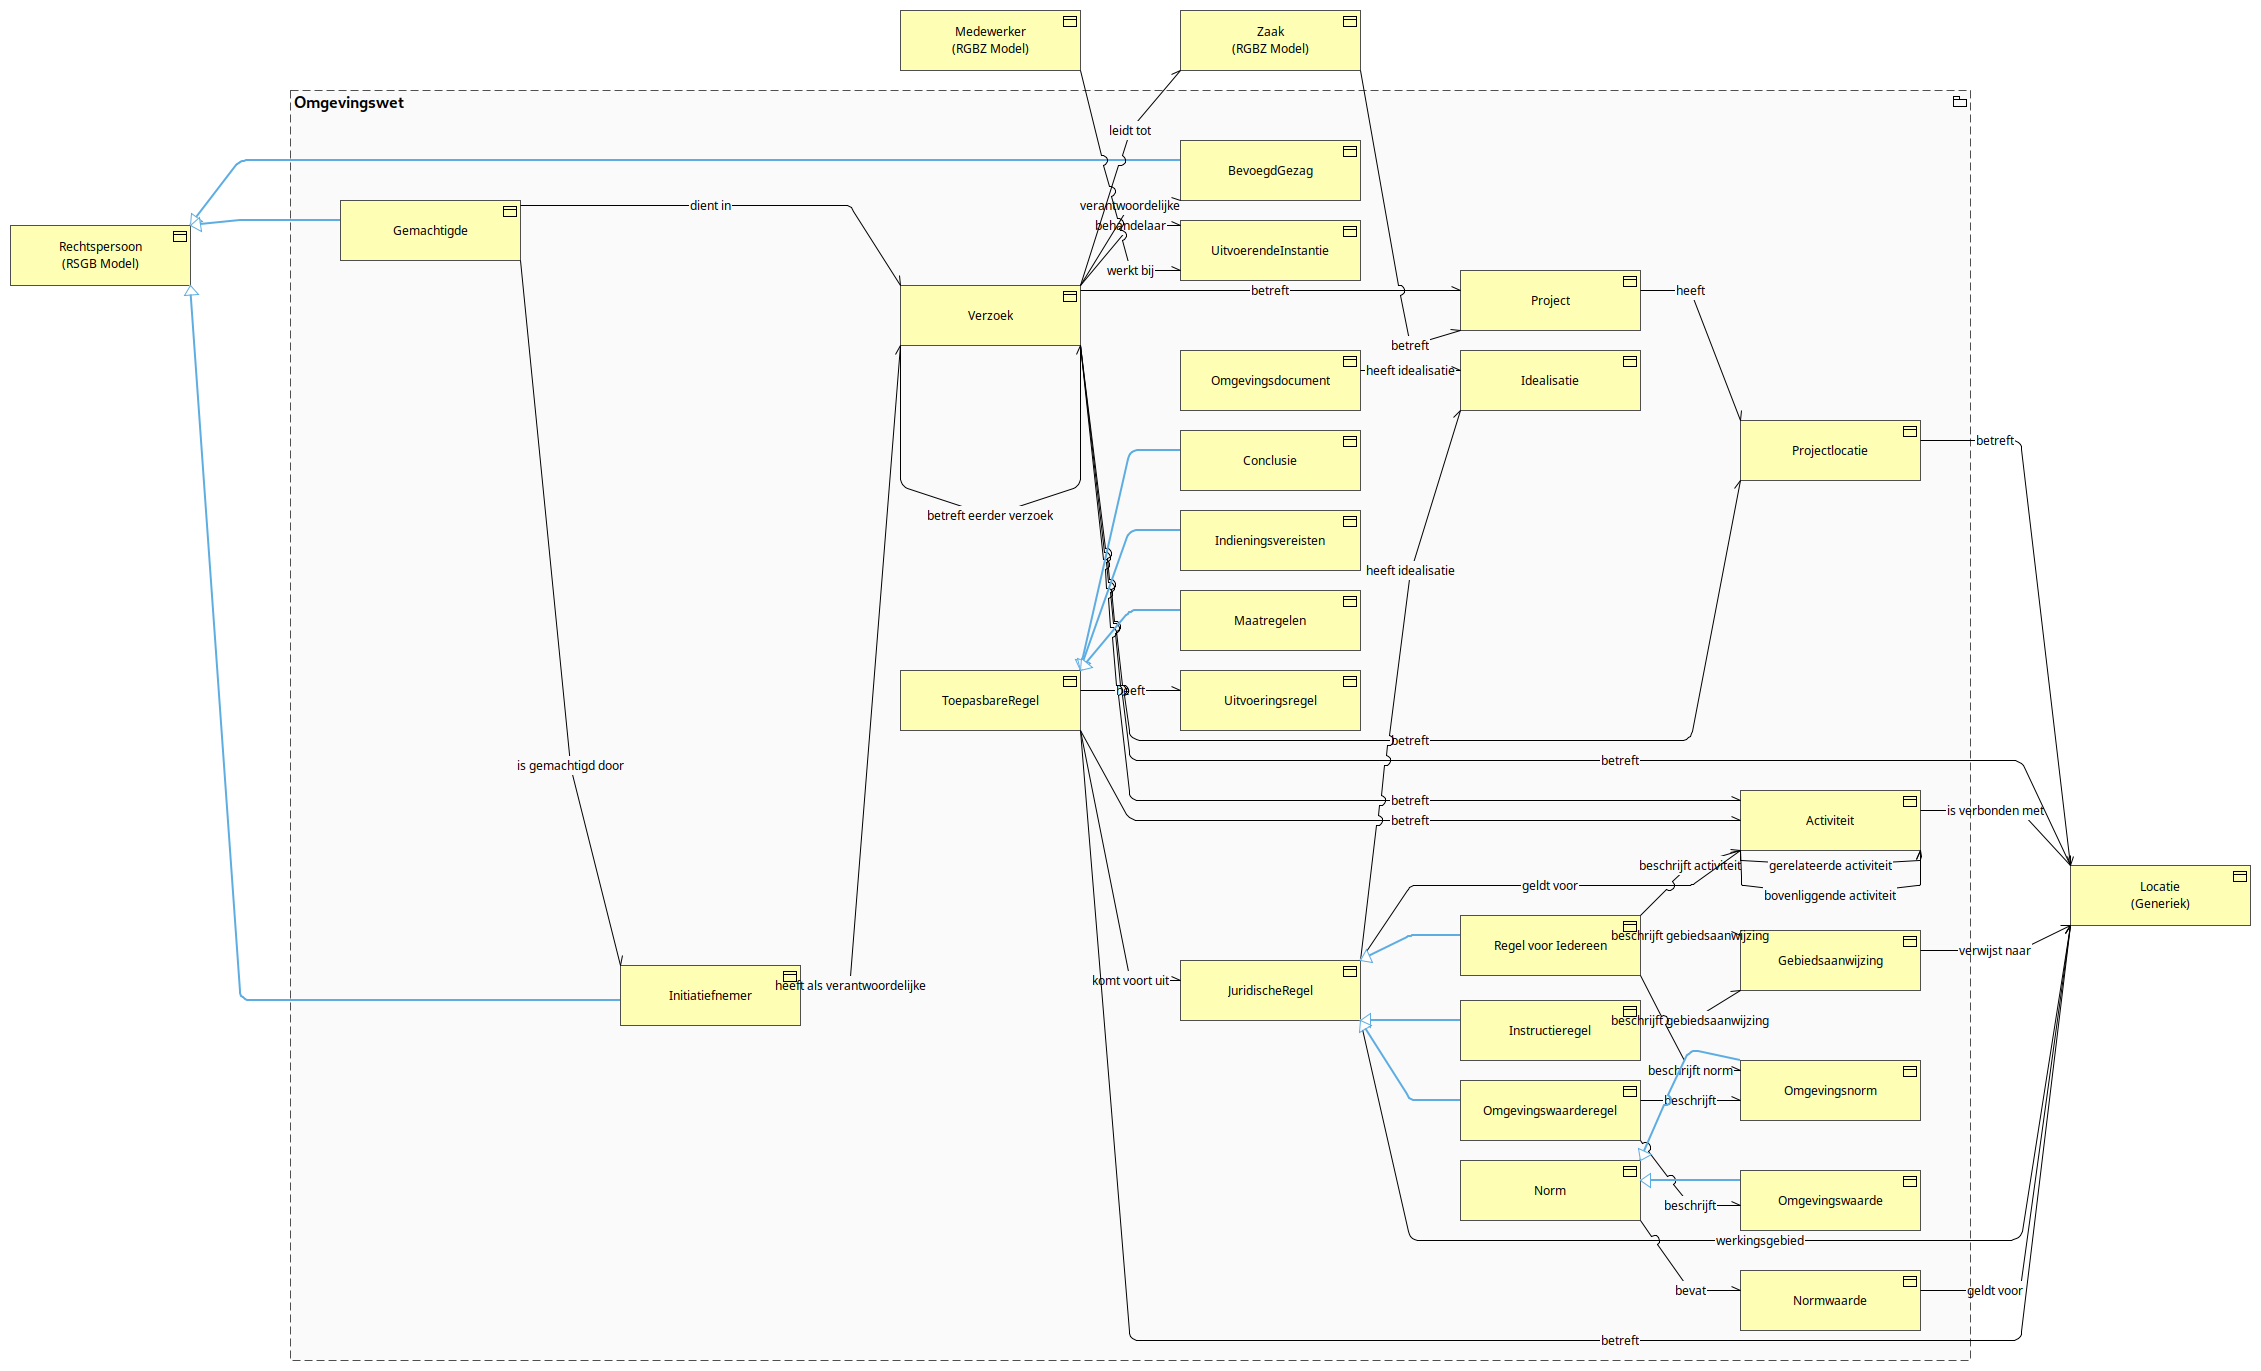 Medewerker
(RGBZ Model)
Zaak
(RGBZ Model)
Omgevingswet
leidt tot
BevoegdGezag
Gemachtigde
dient in
verantwoordelijke
behandelaar
werkt bij
UitvoerendeInstantie
Rechtspersoon
(RSGB Model)
Verzoek
betreft
Project
heeft
betreft
Omgevingsdocument
heeft idealisatie
Idealisatie
Projectlocatie
betreft
Conclusie
betreft eerder verzoek
Indieningsvereisten
heeft idealisatie
Maatregelen
ToepasbareRegel
heeft
Uitvoeringsregel
betreft
betreft
is gemachtigd door
betreft
betreft
Activiteit
is verbonden met
beschrijft activiteit
gerelateerde activiteit
bovenliggende activiteit
geldt voor
Locatie
(Generiek)
Regel voor Iedereen
beschrijft gebiedsaanwijzing
Gebiedsaanwijzing
verwijst naar
Initiatiefnemer
heeft als verantwoordelijke
komt voort uit
JuridischeRegel
beschrijft gebiedsaanwijzing
Instructieregel
beschrijft norm
Omgevingsnorm
Omgevingswaarderegel
beschrijft
Norm
beschrijft
Omgevingswaarde
werkingsgebied
bevat
Normwaarde
geldt voor
betreft